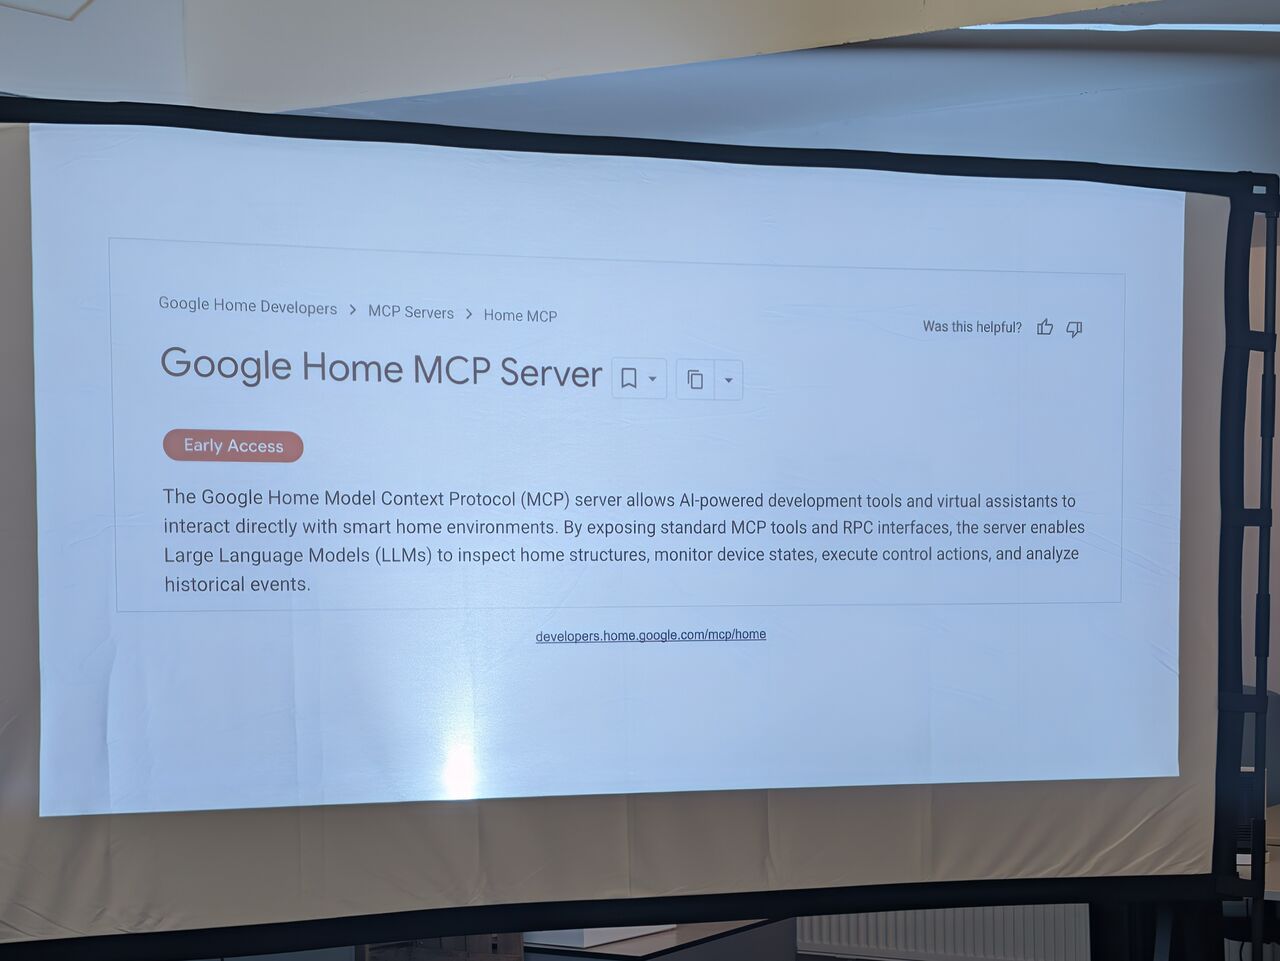 Google Home Developers > MCP Servers > Home MCP
Was this helpful?
Google Home MCP Server
Early Access
The Google Home Model Context Protocol (MCP) server allows AI-powered development tools and virtual assistants to
interact directly with smart home environments. By exposing standard MCP tools and RPC interfaces, the server enables
Large Language Models (LLMs) to inspect home structures, monitor device states, execute control actions, and analyze
historical events.
developers.home.google.com/mcp/home